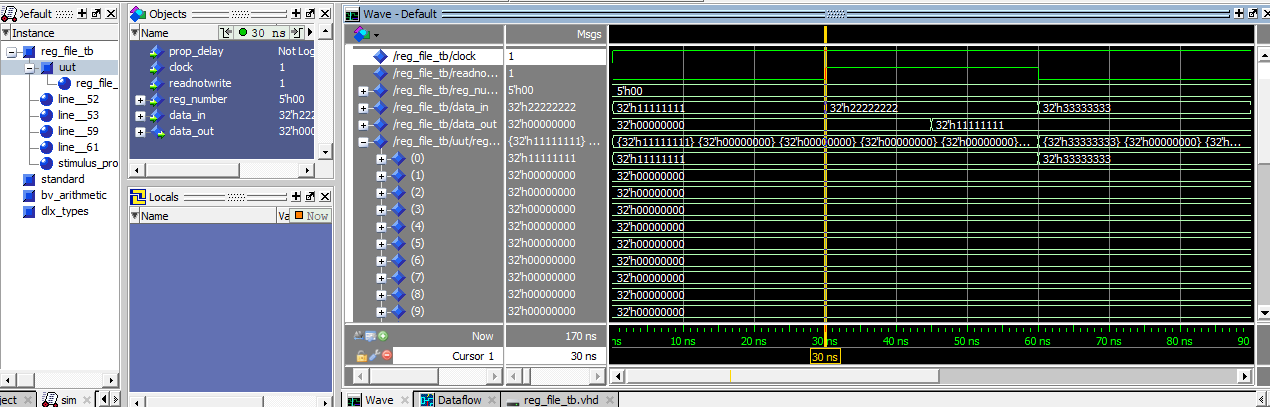 Default
Instance
reg_file_tb
uut
reg_file_
line__52
line__53
line__59
line__61
stimulus_pro
standard
bv_arithmetic
dlx_types
ject
sim
Objects
Name
30 ns
prop_delay Not Log
clock 1
readnotwrite 1
reg_number 5'h00
data_in 32'h222
data_out 32'h000
Locals
Name Va Now
Wave - Default
Msgs
/reg_file_tb/clock 1
/reg_file_tb/readno... 1
/reg_file_tb/reg_nu... 5'h00 5'h00
/reg_file_tb/data_in 32'h22222222 32'h11111111 32'h22222222 32'h33333333
/reg_file_tb/data_out 32'h00000000 32'h00000000 32'h11111111
/reg_file_tb/uut/reg... {32'h11111111} ... {32'h11111111} {32'h00000000} {32'h00000000} {32'h00000000} {32'h00000000}... {32'h33333333} {32'h00000000} {32'h...
(0) 32'h11111111 32'h11111111 32'h33333333
(1) 32'h00000000 32'h00000000
(2) 32'h00000000 32'h00000000
(3) 32'h00000000 32'h00000000
(4) 32'h00000000 32'h00000000
(5) 32'h00000000 32'h00000000
(6) 32'h00000000 32'h00000000
(7) 32'h00000000 32'h00000000
(8) 32'h00000000 32'h00000000
(9) 32'h00000000 32'h00000000
Now 170 ns ns 10 ns 20 ns 30 ns 40 ns 50 ns 60 ns 70 ns 80 ns 90
Cursor 1 30 ns 30 ns
Wave
Dataflow
reg_file_tb.vhd